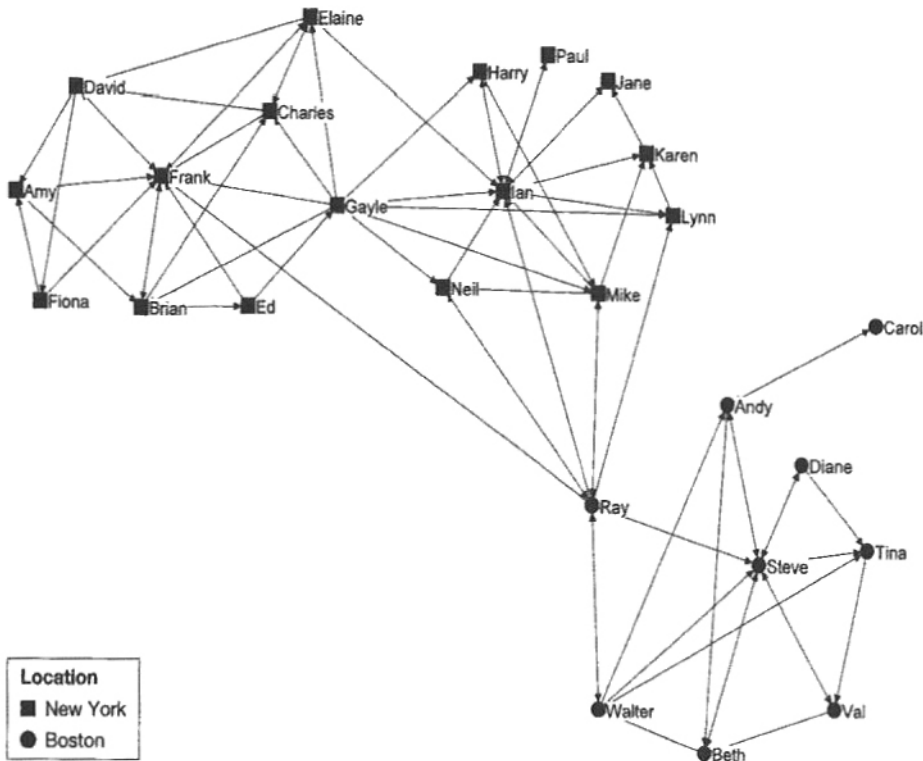 Elaine
Paul
Harry
Jane
David
Charles
Karen
Frank
Amy
Ian
Gayle
Lynn
Neil
Mike
Fiona
Brian
Ed
Carol
Andy
Diane
Ray
Tina
Steve
Walter
Val
Beth
Location
New York
Boston